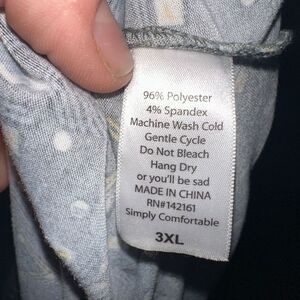 96% Polyester
4% Spandex
Machine Wash Cold
Gentle Cycle
Do Not Bleach
Hang Dry
or you'll be sad
MADE IN CHINA
RN#142161
Simply Comfortable
3XL